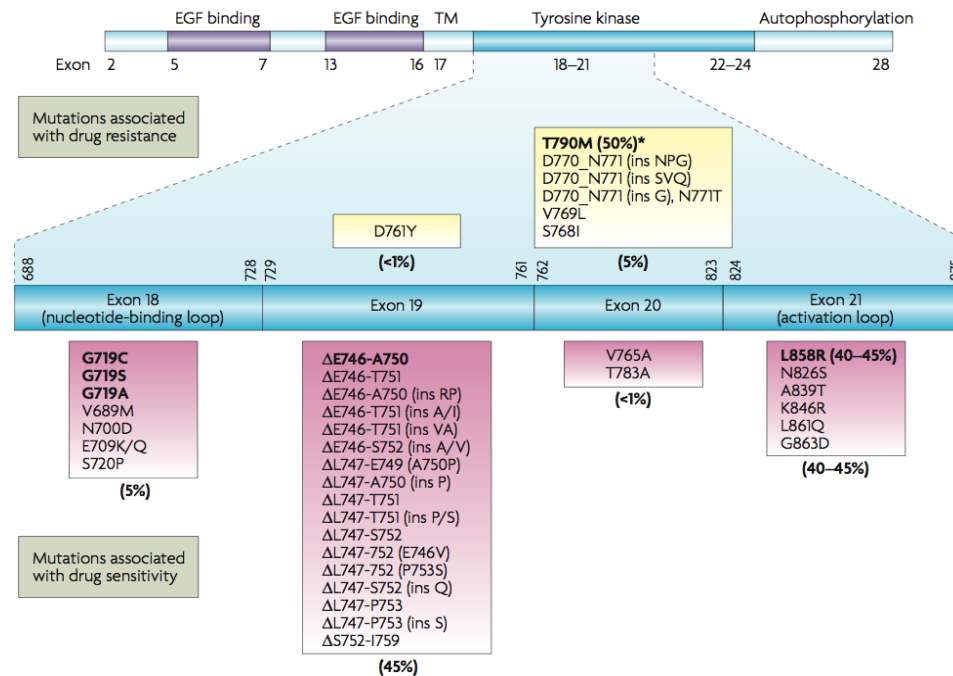 EGF binding EGF binding TM Tyrosine kinase Autophosphorylation
Exon 2 5 7 13 16 17 18–21 22–24 28
Mutations associated
with drug resistance
T790M (50%)*
D770_N771 (ins NPG)
D770_N771 (ins SVQ)
D770_N771 (ins G), N771T
V769L
S768I
(5%)
D761Y
(<1%)
688 728 729 761 762 823 824 875
Exon 18
(nucleotide-binding loop)
Exon 19
Exon 20
Exon 21
(activation loop)
G719C
G719S
G719A
V689M
N700D
E709K/Q
S720P
(5%)
ΔE746-A750
ΔE746-T751
ΔE746-A750 (ins RP)
ΔE746-T751 (ins A/I)
ΔE746-T751 (ins VA)
ΔE746-S752 (ins A/V)
ΔL747-E749 (A750P)
ΔL747-A750 (ins P)
ΔL747-T751
ΔL747-T751 (ins P/S)
ΔL747-S752
ΔL747-752 (E746V)
ΔL747-752 (P753S)
ΔL747-S752 (ins Q)
ΔL747-P753
ΔL747-P753 (ins S)
ΔS752-I759
(45%)
V765A
T783A
(<1%)
L858R (40–45%)
N826S
A839T
K846R
L861Q
G863D
(40–45%)
Mutations associated
with drug sensitivity